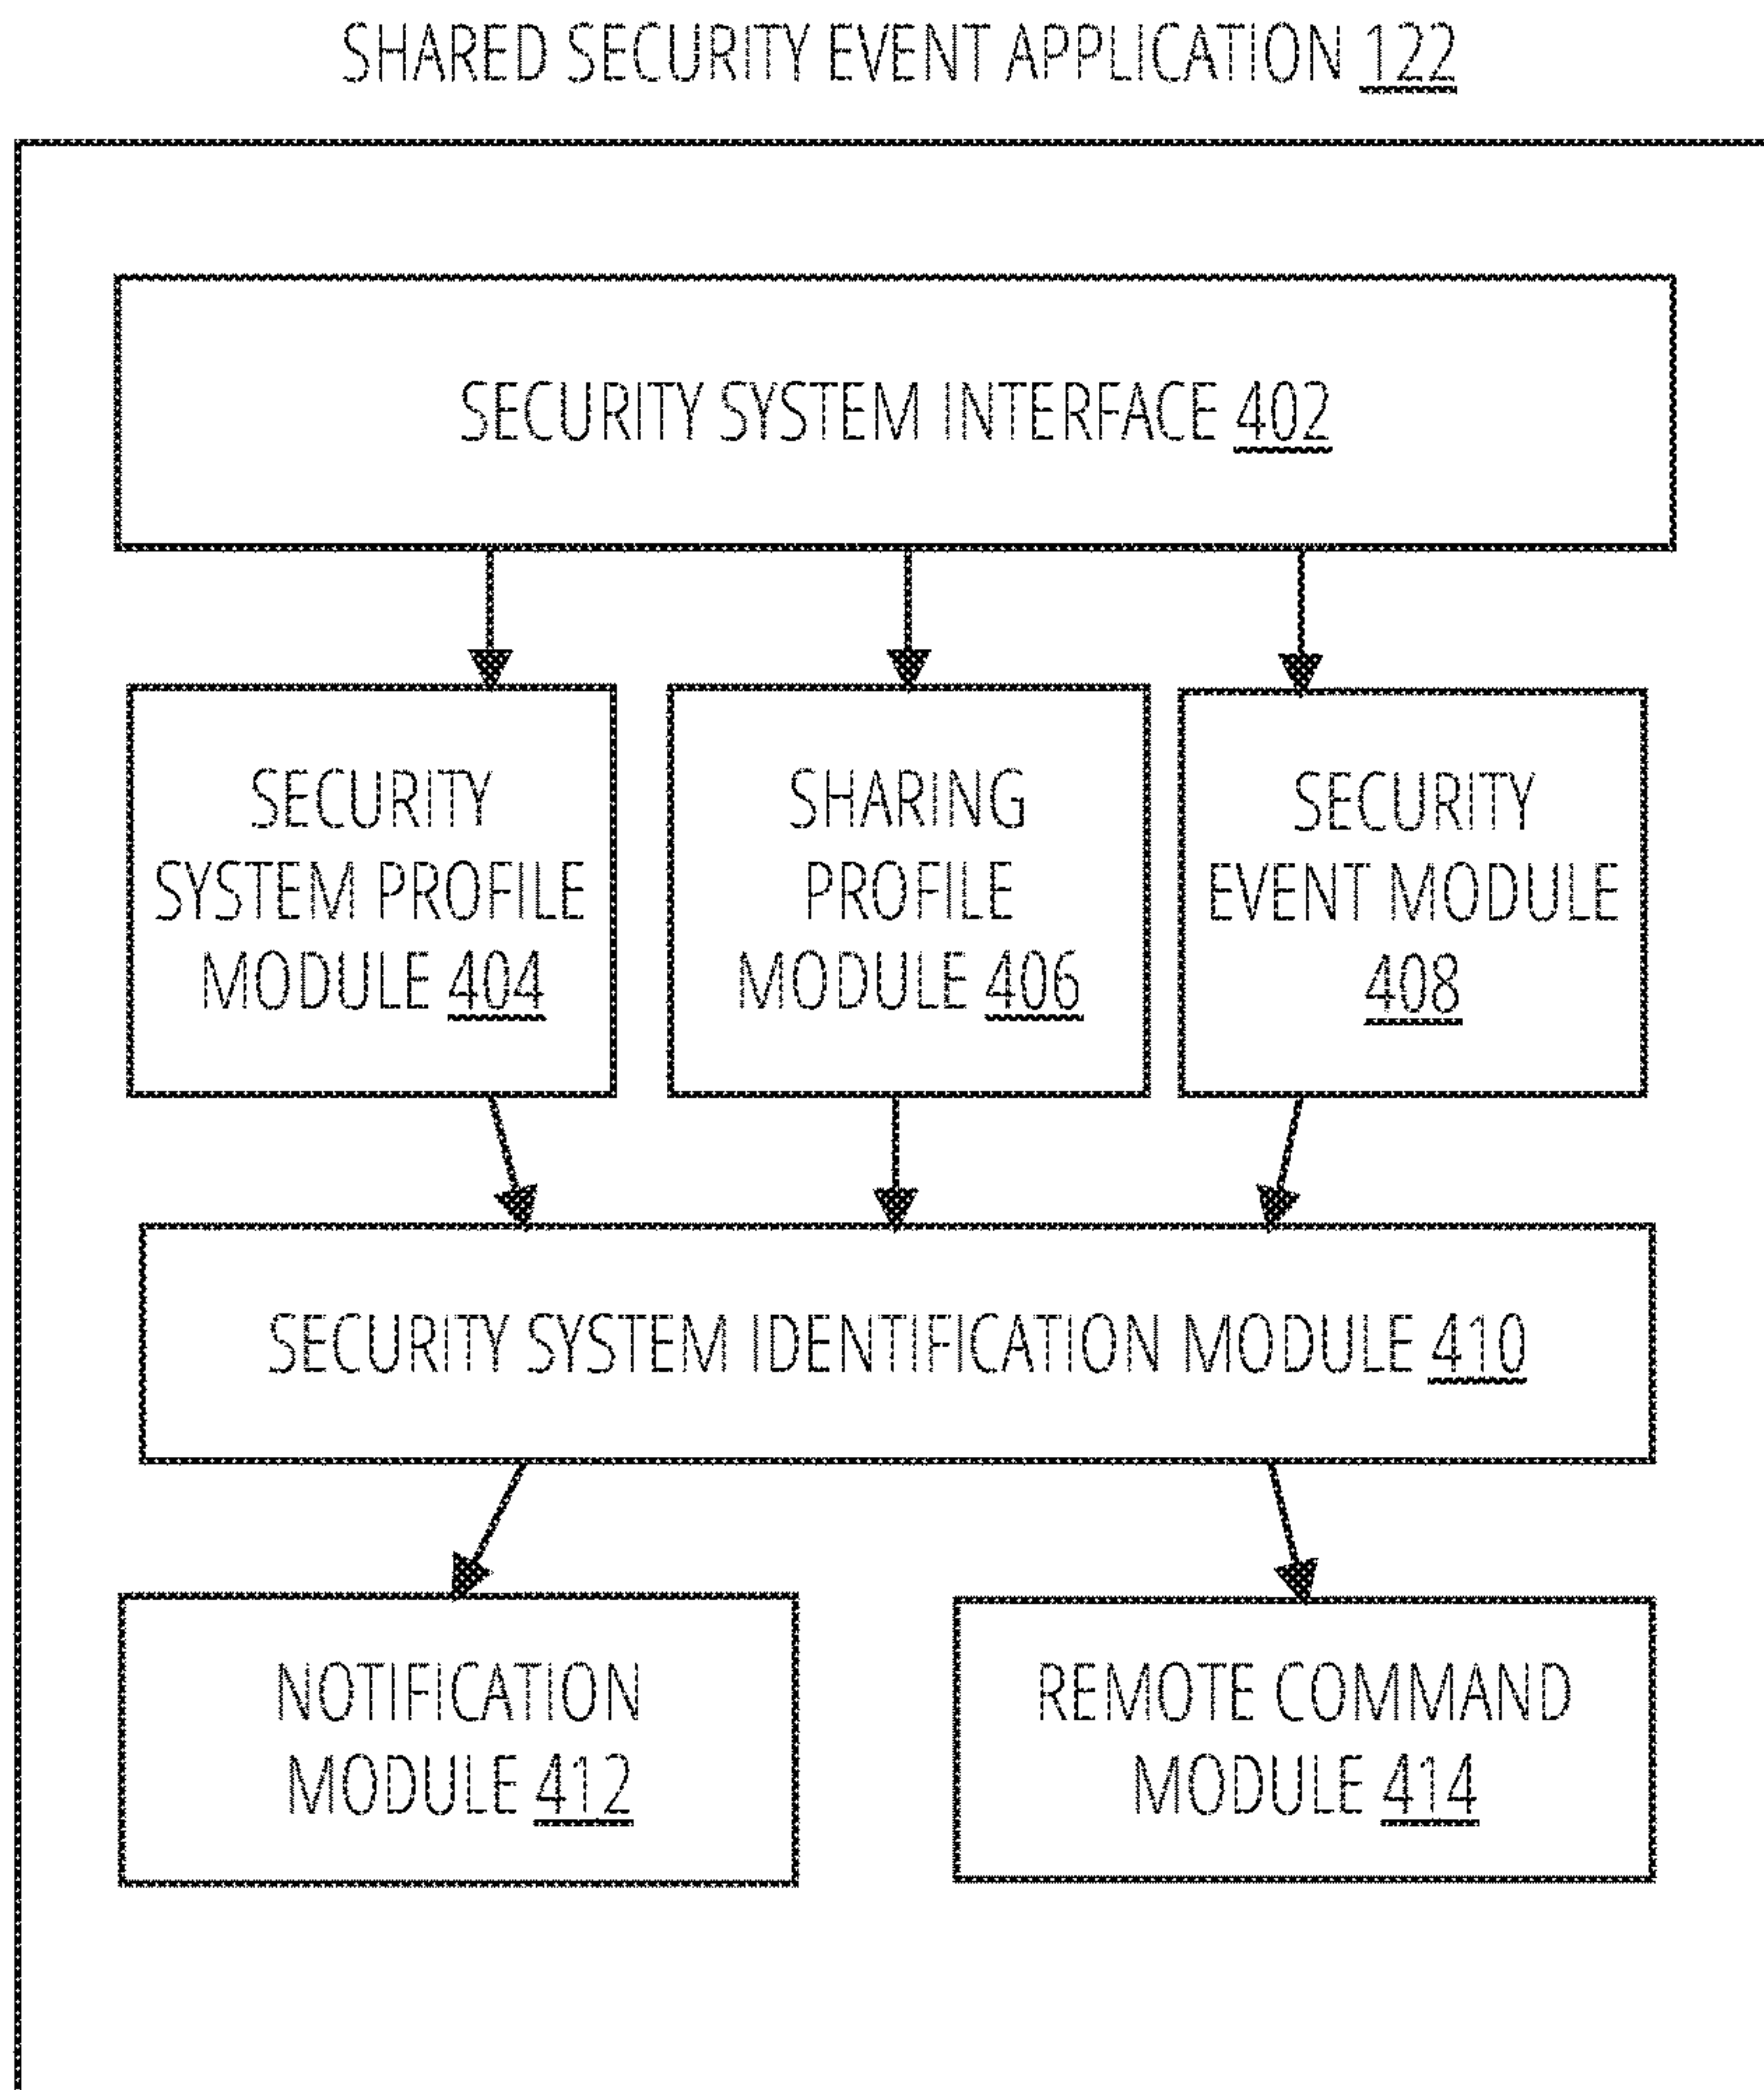 SHARED SECURITY EVENT APPLICATION 122
SECURITY SYSTEM INTERFACE 402
SECURITY
SYSTEM PROFILE
MODULE 404
SHARING
PROFILE
MODULE 406
SECURITY
EVENT MODULE
408
SECURITY SYSTEM IDENTIFICATION MODULE 410
NOTIFICATION
MODULE 412
REMOTE COMMAND
MODULE 414